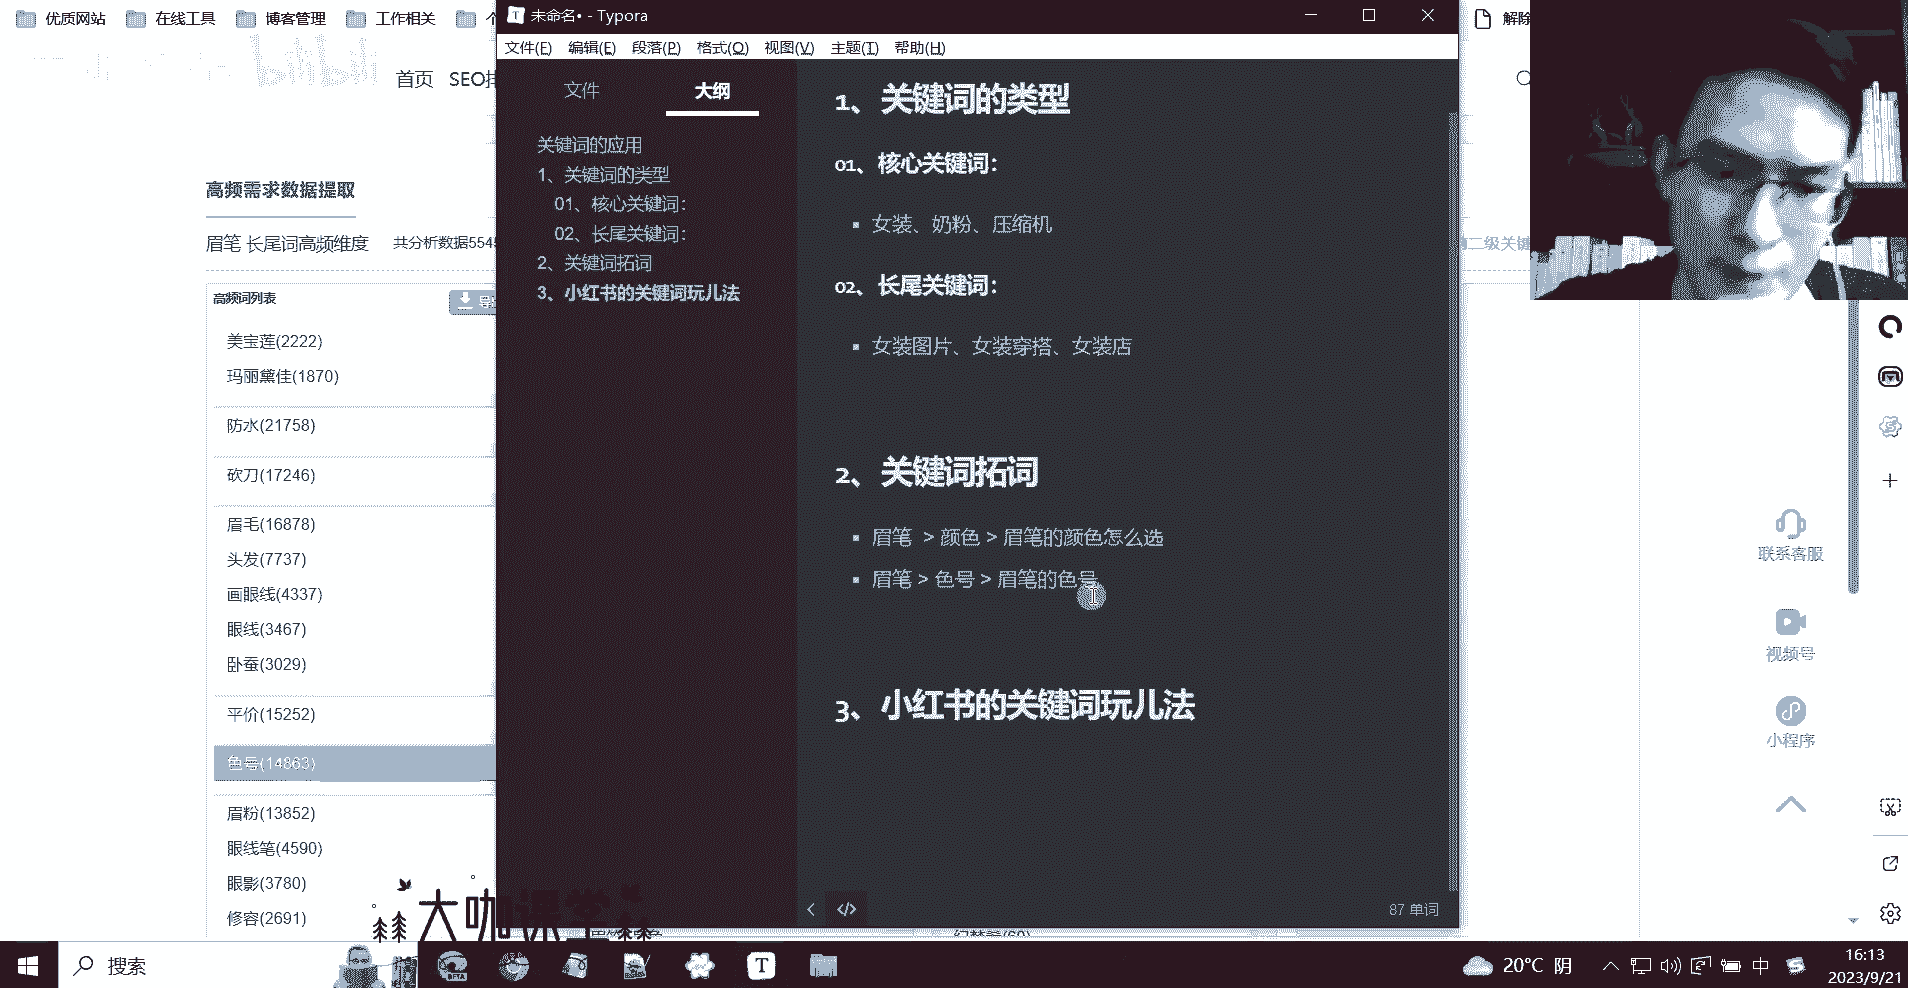 优质网站 在线工具 博客管理 工作相关
未命名• - Typora
解除
文件(F) 编辑(E) 段落(P) 格式(O) 视图(V) 主题(T) 帮助(H)
bilibili
首页 SEO
文件 大纲
关键词的应用
1、关键词的类型
01、核心关键词：
02、长尾关键词：
2、关键词拓词
3、小红书的关键词玩儿法
1、关键词的类型
01、核心关键词：
女装、奶粉、压缩机
02、长尾关键词：
女装图片、女装穿搭、女装店
2、关键词拓词
眉笔 > 颜色 > 眉笔的颜色怎么选
眉笔 > 色号 > 眉笔的色号
3、小红书的关键词玩儿法
87 单词
高频需求数据提取
眉笔 长尾词高频维度 共分析数据5545
二级关键
高频词列表
美宝莲(2222)
玛丽黛佳(1870)
防水(21758)
砍刀(17246)
眉毛(16878)
头发(7737)
画眼线(4337)
眼线(3467)
卧蚕(3029)
平价(15252)
色号(14863)
眉粉(13852)
眼线笔(4590)
眼影(3780)
修容(2691)
联系客服
视频号
小程序
大咖课堂
搜索
20°C 阴
中
16:13
2023/9/21